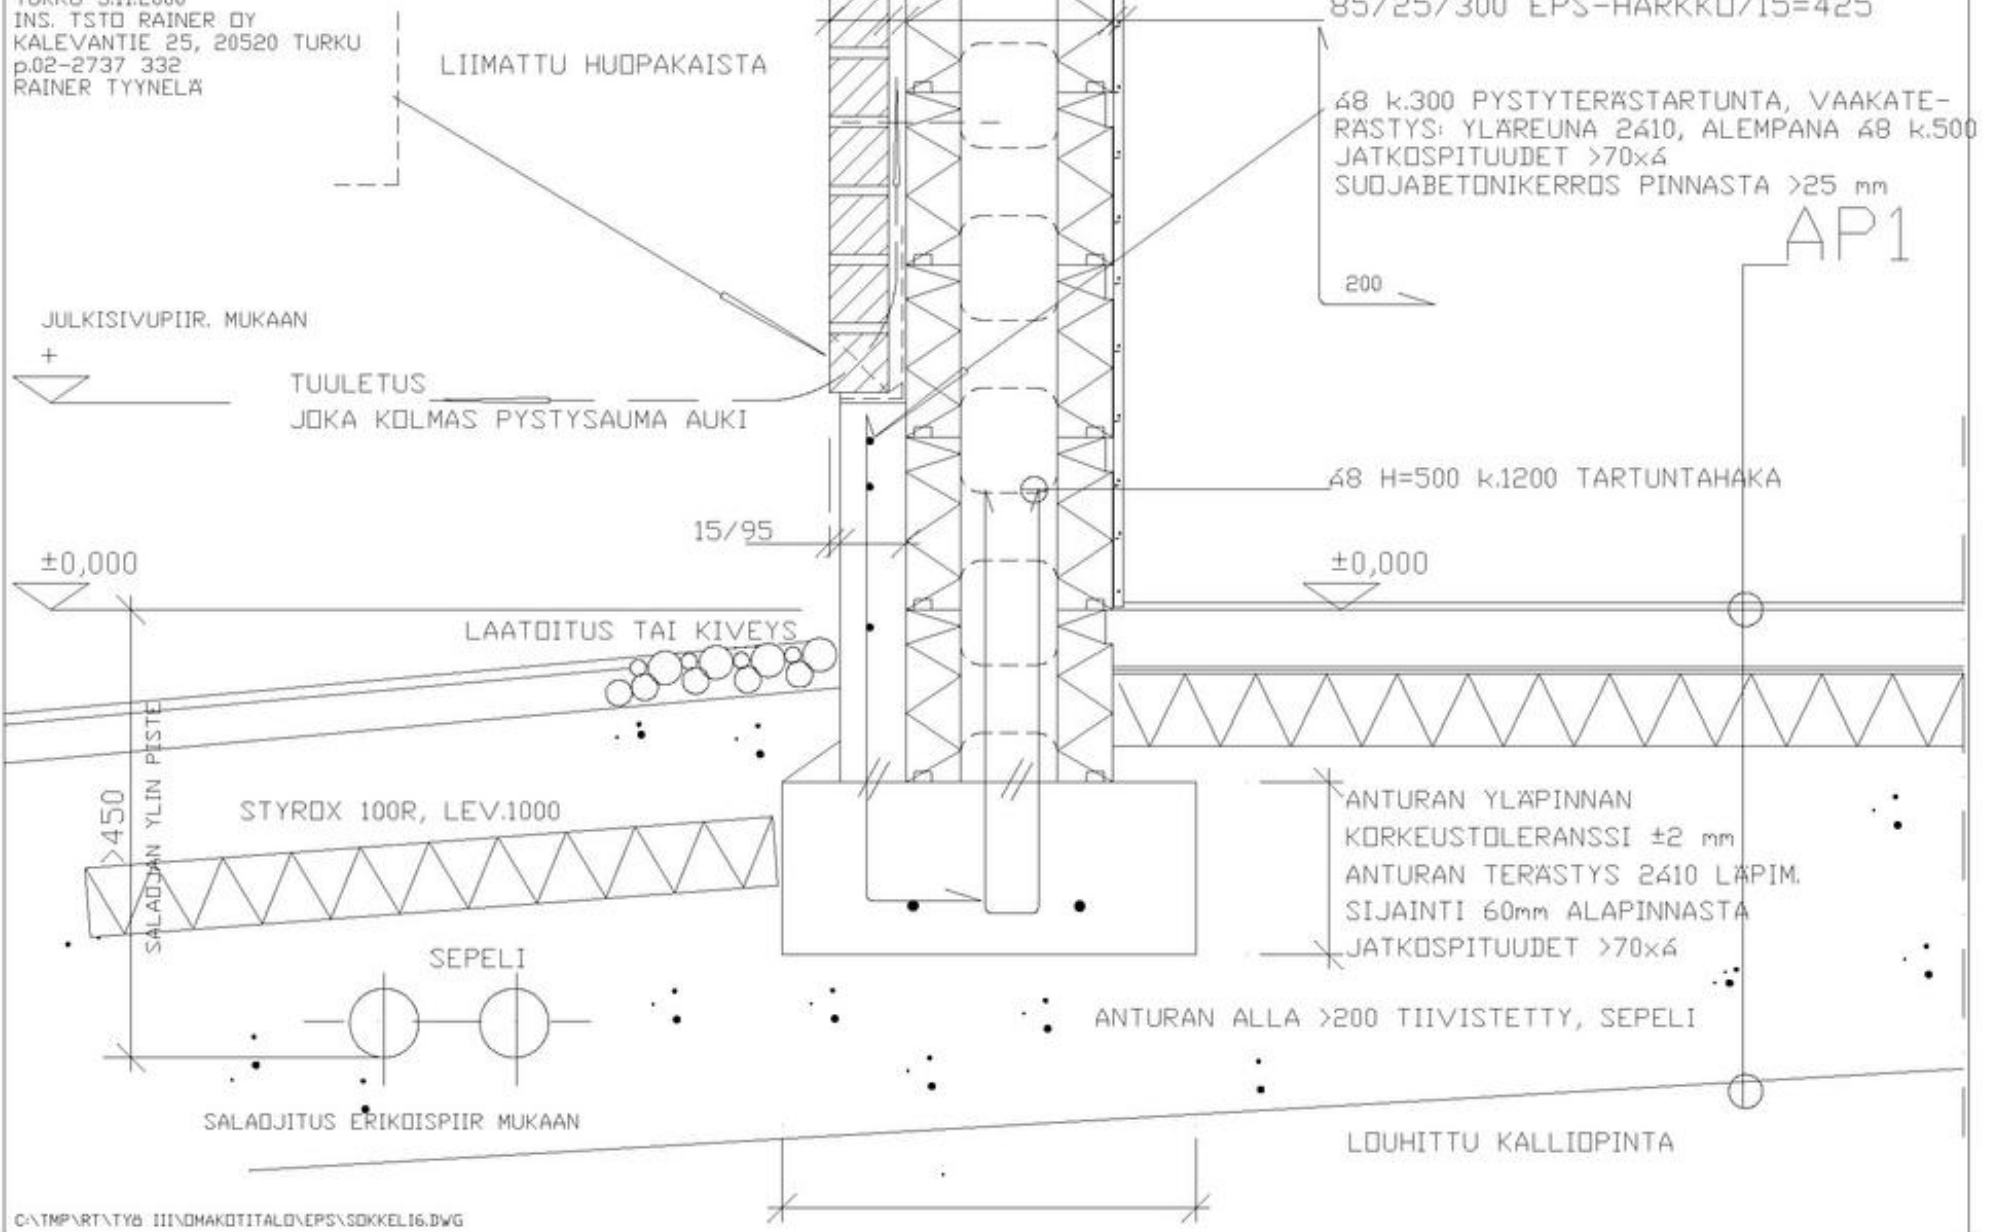 INS. TSTO RAINER OY
KALEVANTIE 25, 20520 TURKU
p.02-2737 332
RAINER TYYNELÄ
LIIMATTU HUOPAKAISTA
85/25/300 EPS-HARKKO/15=425
ø8 k.300 PYSTYTERÄSTARTUNTA, VAAKATE-
RÄSTYS: YLÄREUNA 2ø10, ALEMPANA ø8 k.500
JATKOSPITUUDET >70xø
SUOJABETONIKERROS PINNASTA >25 mm
AP1
200
JULKISIVUPIIR. MUKAAN
+
TUULETUS
JOKA KOLMAS PYSTYSAUMA AUKI
ø8 H=500 k.1200 TARTUNTAHAKA
15/95
±0,000
±0,000
LAATOITUS TAI KIVEYS
>450
SALAOJAN YLIN PISTE
STYROX 100R, LEV.1000
ANTURAN YLÄPINNAN
KORKEUSTOLERANSSI ±2 mm
ANTURAN TERÄSTYS 2ø10 LÄPIM.
SIJAINTI 60mm ALAPINNASTA
JATKOSPITUUDET >70xø
SEPELI
ANTURAN ALLA >200 TIIVISTETTY, SEPELI
SALAOJITUS ERIKOISPIIR MUKAAN
LOUHITTU KALLIOPINTA
C:\TMP\RT\TYö III\OMAKOTITALO\EPS\SOKKELI6.DWG